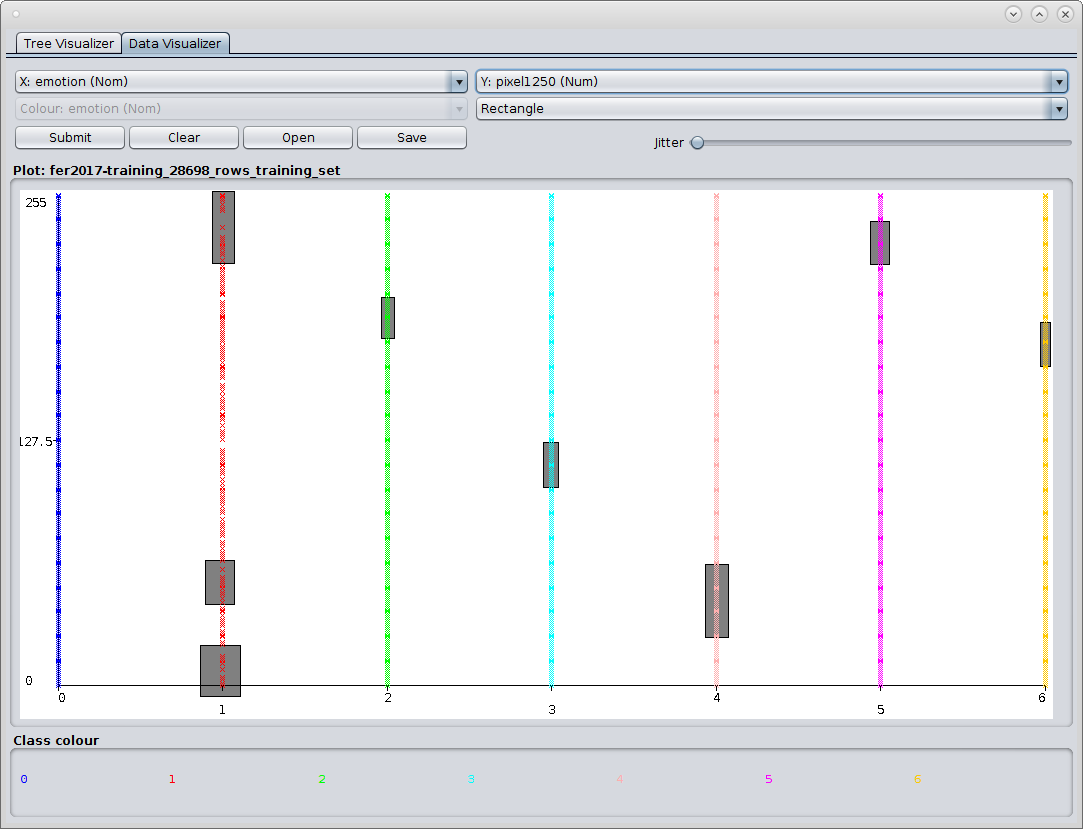 Tree Visualizer Data Visualizer
X: emotion (Nom) Y: pixel1250 (Num)
Colour: emotion (Nom) Rectangle
Submit Clear Open Save Jitter
Plot: fer2017-training_28698_rows_training_set
255
127.5
0
0 2 4 6
1 3 5
Class colour
0 1 2 3 4 5 6